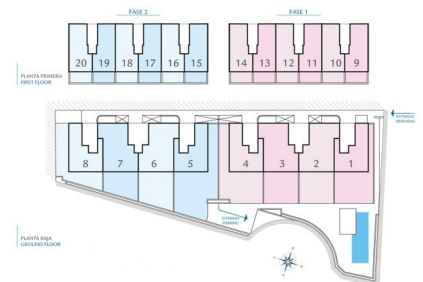 FASE 2
FASE 1
20 19 18 17 16 15
14 13 12 11 10 9
PLANTA PRIMERA
FIRST FLOOR
ENTRADA
8 7 6 5 4 3 2 1
ENTRADA
PARKING
PLANTA BAJA
GROUND FLOOR